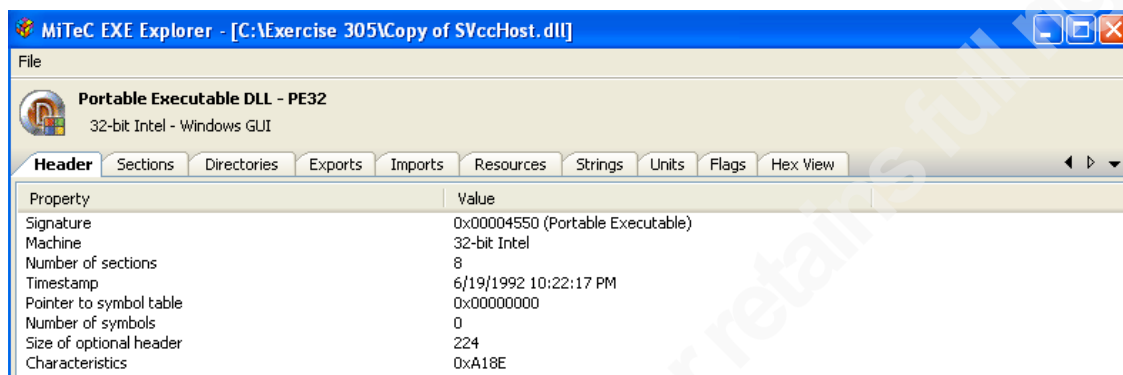 MiTeC EXE Explorer - [C:\Exercise 305\Copy of SVccHost.dll]
File
Portable Executable DLL - PE32
32-bit Intel - Windows GUI
Header Sections Directories Exports Imports Resources Strings Units Flags Hex View
Property Value
Signature 0x00004550 (Portable Executable)
Machine 32-bit Intel
Number of sections 8
Timestamp 6/19/1992 10:22:17 PM
Pointer to symbol table 0x00000000
Number of symbols 0
Size of optional header 224
Characteristics 0xA18E
r retains full